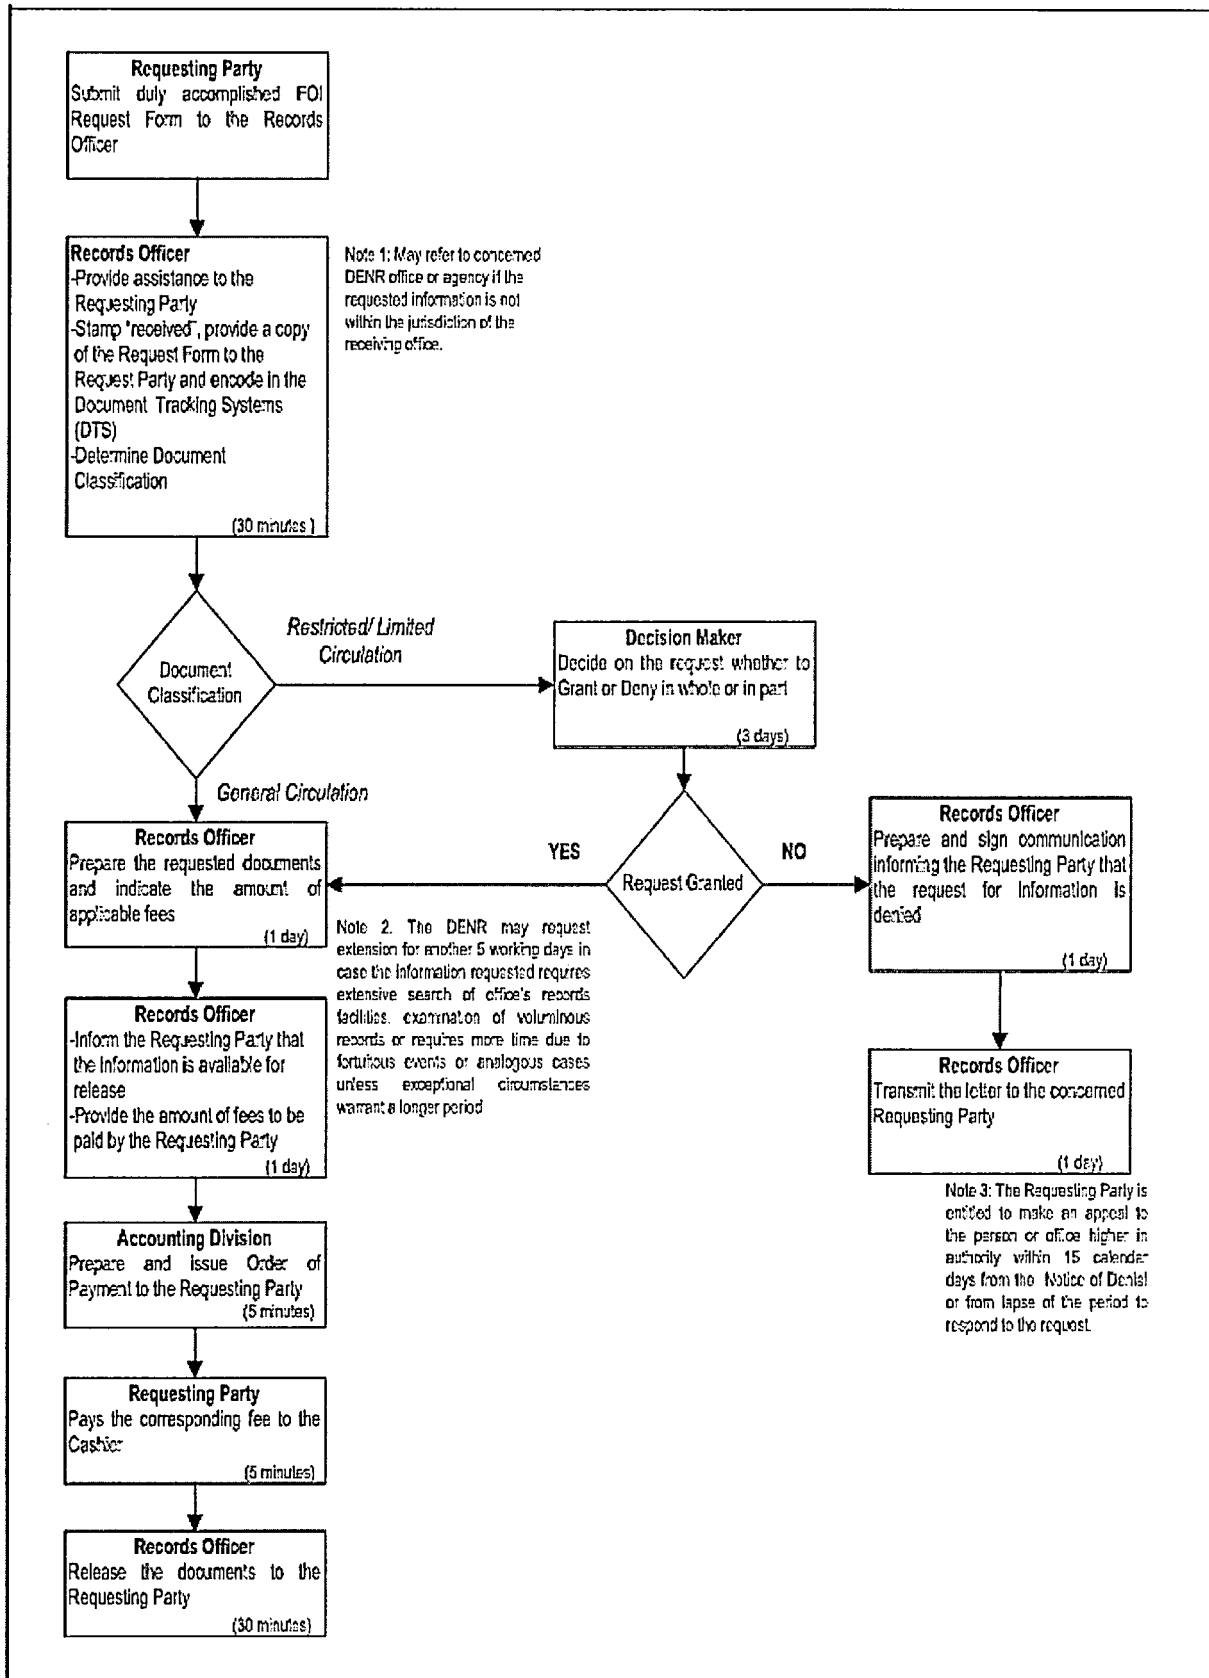 Requesting Party
Submit duly accomplished FOI
Request Form to the Records
Officer
Records Officer
-Provide assistance to the
Requesting Party
-Stamp "received", provide a copy
of the Request Form to the
Request Party and encode in the
Document Tracking Systems
(DTS)
-Determine Document
Classification
(30 minutes )
Note 1: May refer to concerned
DENR office or agency if the
requested information is not
within the jurisdiction of the
receiving office.
Document
Classification
Restricted/ Limited
Circulation
Decision Maker
Decide on the request whether to
Grant or Deny in whole or in part
(3 days)
General Circulation
Records Officer
Prepare the requested documents
and indicate the amount of
applicable fees
(1 day)
YES
Request Granted
NO
Records Officer
Prepare and sign communication
informing the Requesting Party that
the request for Information is
denied
(1 day)
Note 2. The DENR may request
extension for another 5 working days in
case the information requested requires
extensive search of office's records
facilities, examination of voluminous
records or requires more time due to
fortuitous events or analogous cases
unless exceptional circumstances
warrant a longer period
Records Officer
-Inform the Requesting Party that
the Information is available for
release
-Provide the amount of fees to be
paid by the Requesting Party
(1 day)
Records Officer
Transmit the letter to the concerned
Requesting Party
(1 day)
Note 3: The Requesting Party is
entitled to make an appeal to
the person or office higher in
authority within 15 calendar
days from the Notice of Denial
or from lapse of the period to
respond to the request.
Accounting Division
Prepare and issue Order of
Payment to the Requesting Party
(5 minutes)
Requesting Party
Pays the corresponding fee to the
Cashier
(5 minutes)
Records Officer
Release the documents to the
Requesting Party
(30 minutes)